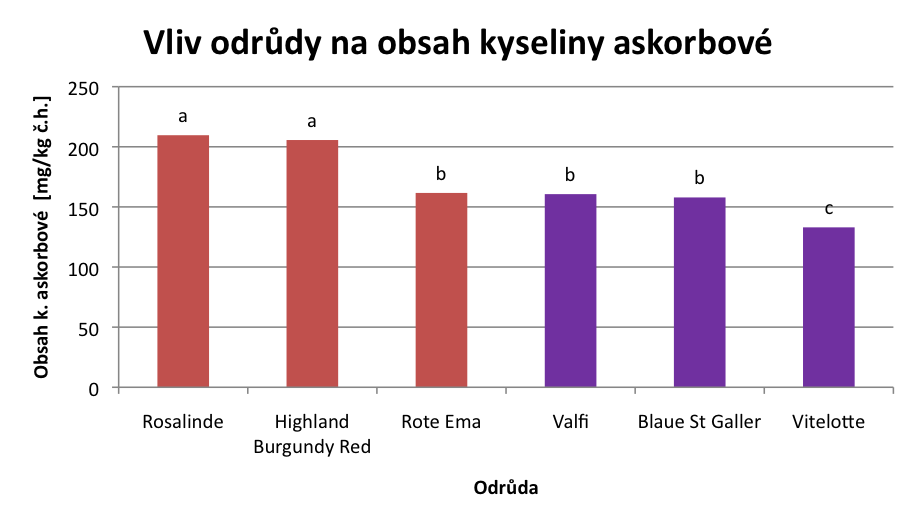 Vliv odrůdy na obsah kyseliny askorbové
Obsah k. askorbové [mg/kg č.h.]
250
200
150
100
50
0
a
a
b
b
b
c
Rosalinde
Highland
Burgundy Red
Rote Ema
Valfi
Blaue St Galler
Vitelotte
Odrůda